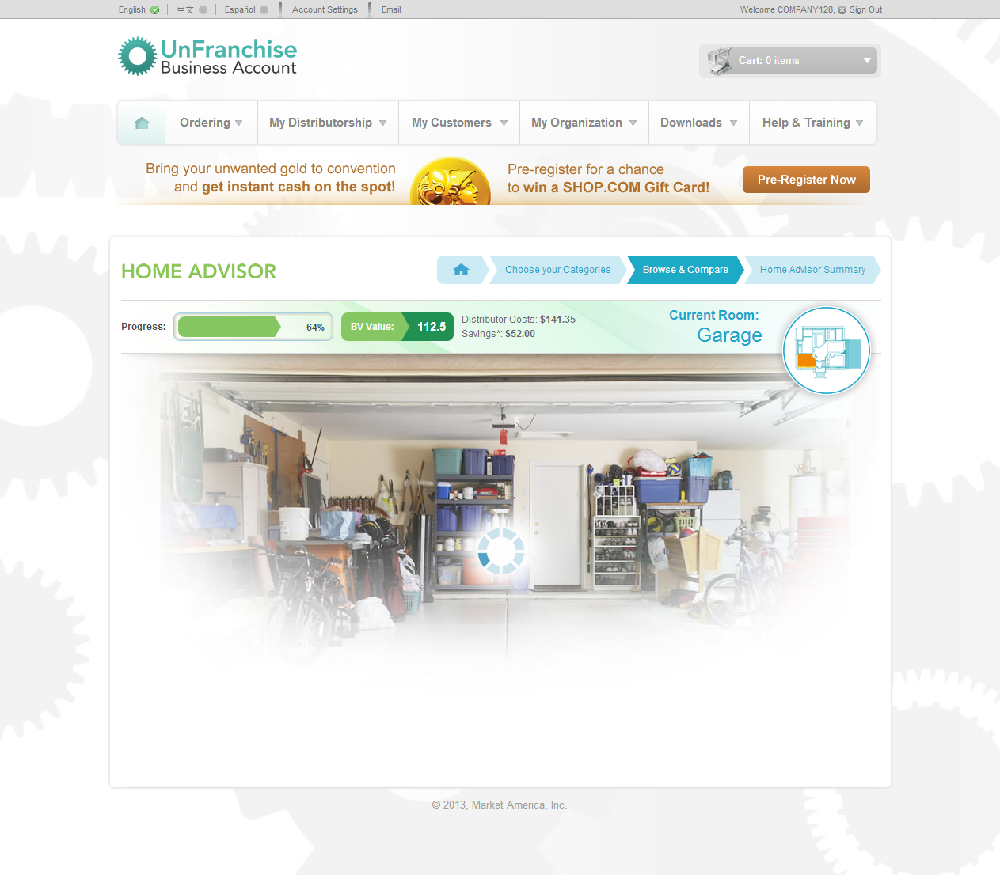 English 中文 Español Account Settings Email Welcome COMPANY128, Sign Out
UnFranchise
Business Account
Cart: 0 items
Ordering My Distributorship My Customers My Organization Downloads Help & Training
Bring your unwanted gold to convention
and get instant cash on the spot!
Pre-register for a chance
to win a SHOP.COM Gift Card!
Pre-Register Now
HOME ADVISOR
Choose your Categories Browse & Compare Home Advisor Summary
Progress: 64% BV Value: 112.5
Distributor Costs: $141.35
Savings*: $52.00
Current Room:
Garage
© 2013, Market America, Inc.